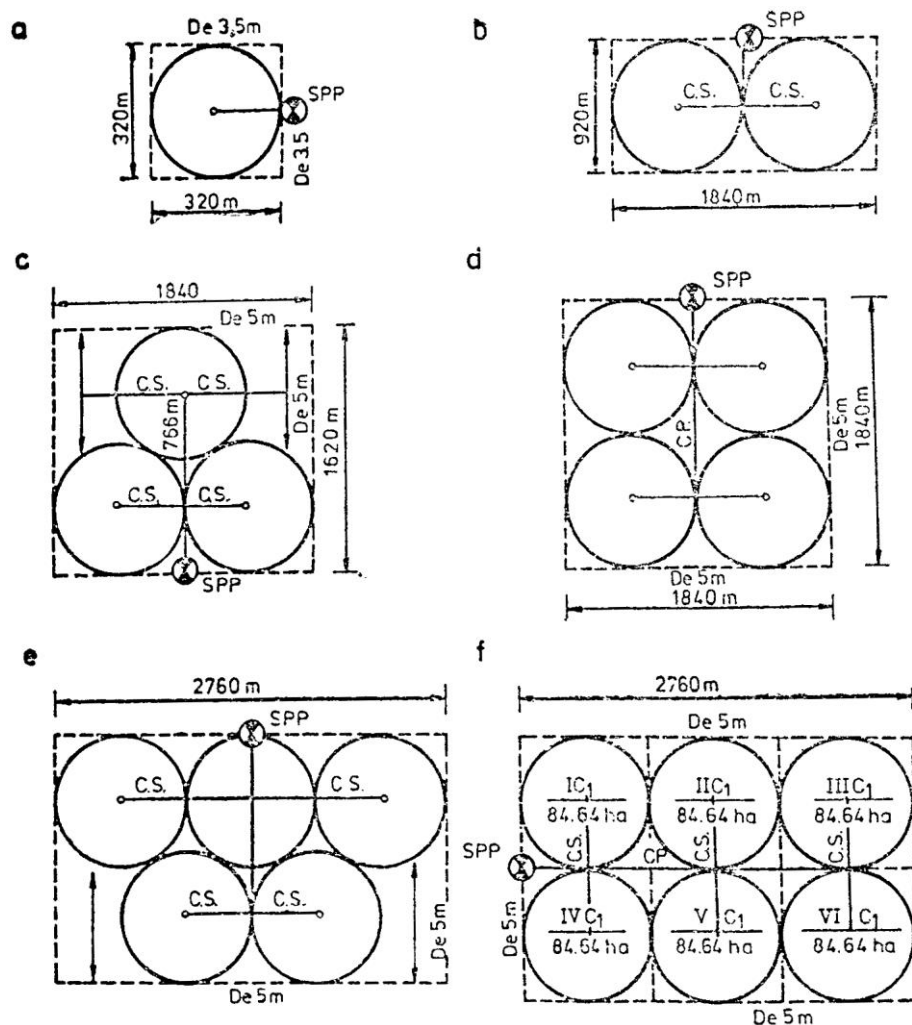 a
De 3,5m
320m
SPP
De 3.5
320 m
b
SPP
920m
C.S. C.S.
1840 m
c
1840
De 5m
C.S. C.S.
766m
De 5m
1620 m
C.S. C.S.
SPP
d
SPP
C.P.
De 5m
1840m
De 5m
1840 m
e
2760 m
SPP
C.S. C.S.
C.S. C.S.
De 5m
De 5m
f
2760 m
De 5m
IC1 IIC1 IIIC1
84.64 ha 84.64 ha 84.64 ha
SPP
C.S. CP C.S. C.S.
De 5m
IV C1 V C1 VI C1
84.64 ha 84.64 ha 84.64 ha
De 5m